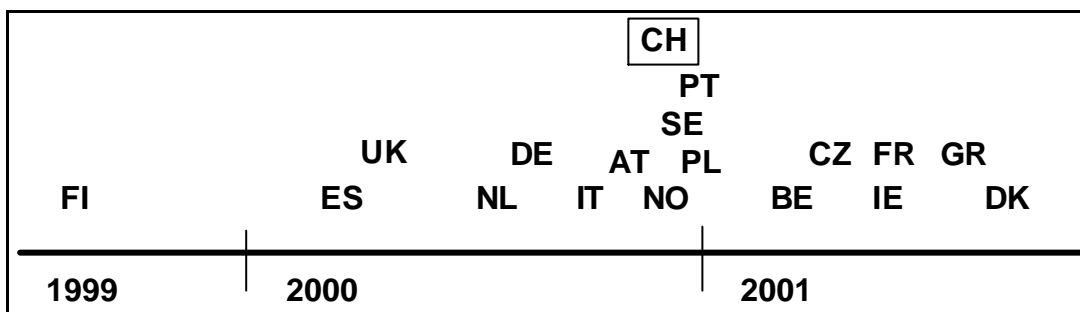 CH
PT
SE
UK DE AT PL CZ FR GR
FI ES NL IT NO BE IE DK
1999 2000 2001